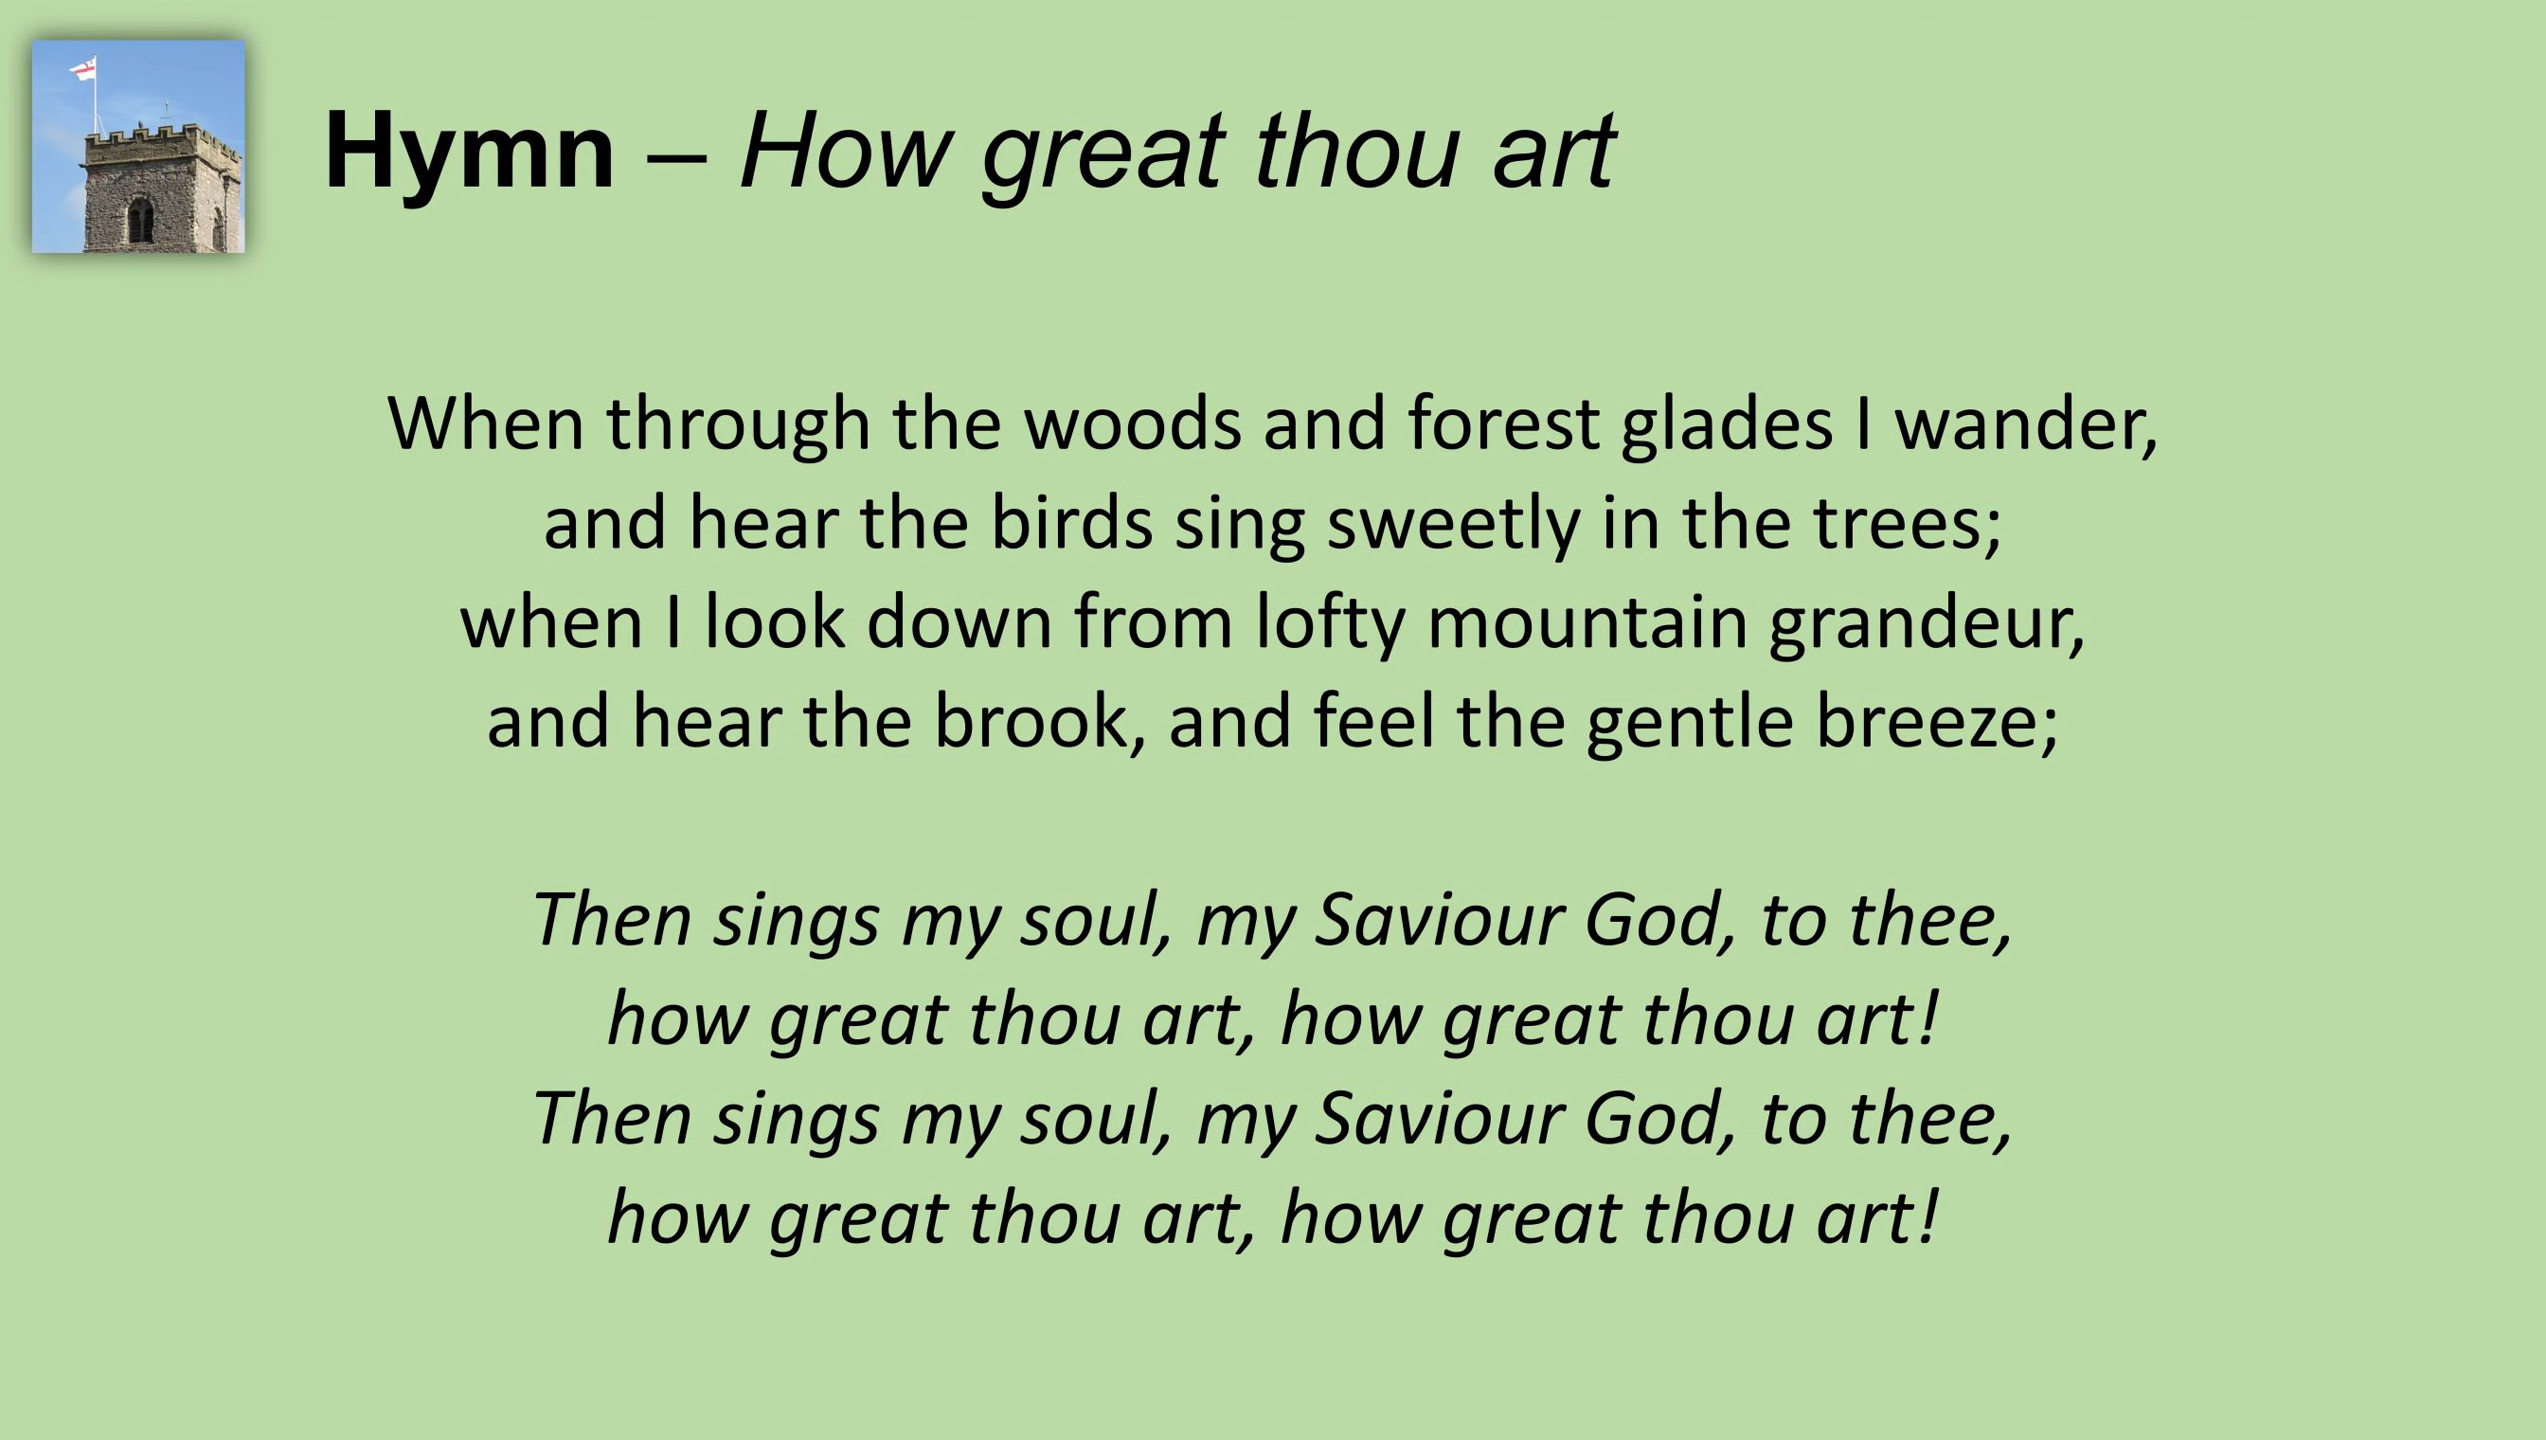 Hymn – How great thou art
When through the woods and forest glades I wander,
and hear the birds sing sweetly in the trees;
when I look down from lofty mountain grandeur,
and hear the brook, and feel the gentle breeze;
Then sings my soul, my Saviour God, to thee,
how great thou art, how great thou art!
Then sings my soul, my Saviour God, to thee,
how great thou art, how great thou art!